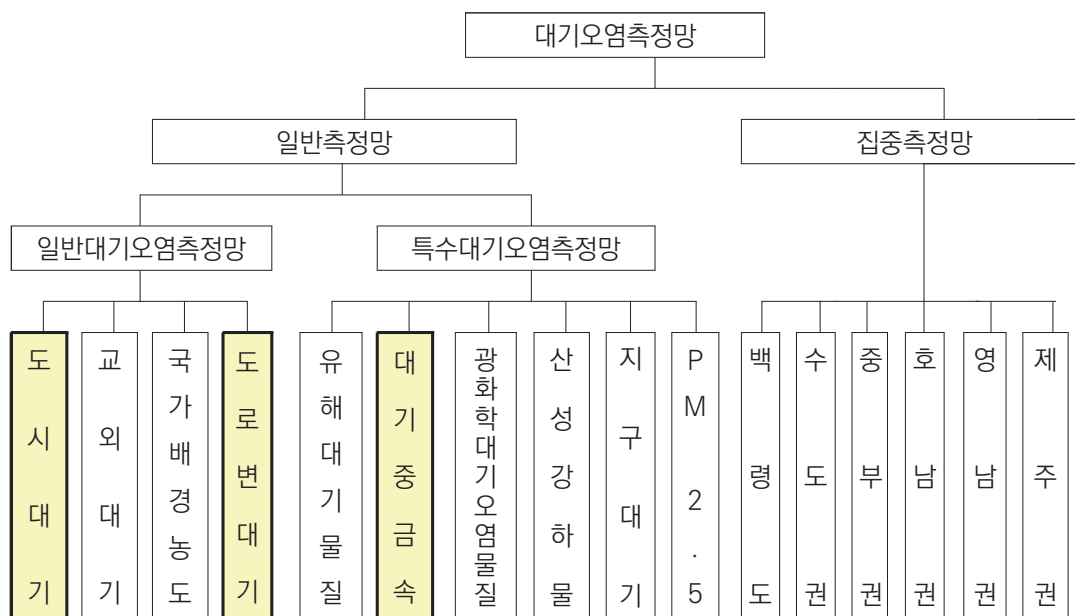 대기오염측정망
일반측정망
집중측정망
일반대기오염측정망
특수대기오염측정망
도시대기
교외대기
국가배경농도
도로변대기
유해대기물질
대기중금속
광화학대기오염물질
산성강하물
지구대기
PM2.5
백령도
수도권
중부권
호남권
영남권
제주권